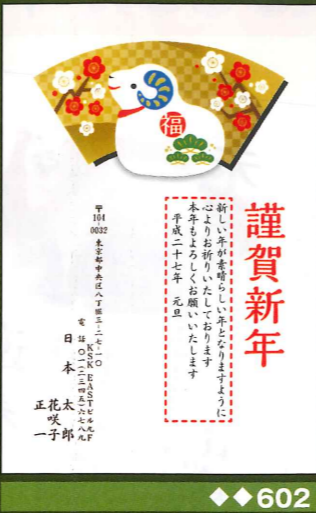 福
謹賀新年
新しい年が素晴らしい年となりますように
心よりお祈りいたしております
本年もよろしくお願いいたします
平成二十七年 元旦
〒104-0032 東京都中央区八丁堀三-二七-一〇
KSK EASTビル九F
電話 〇一(二三四五)六七八九
日本 太郎
花咲子
正一
◆◆602